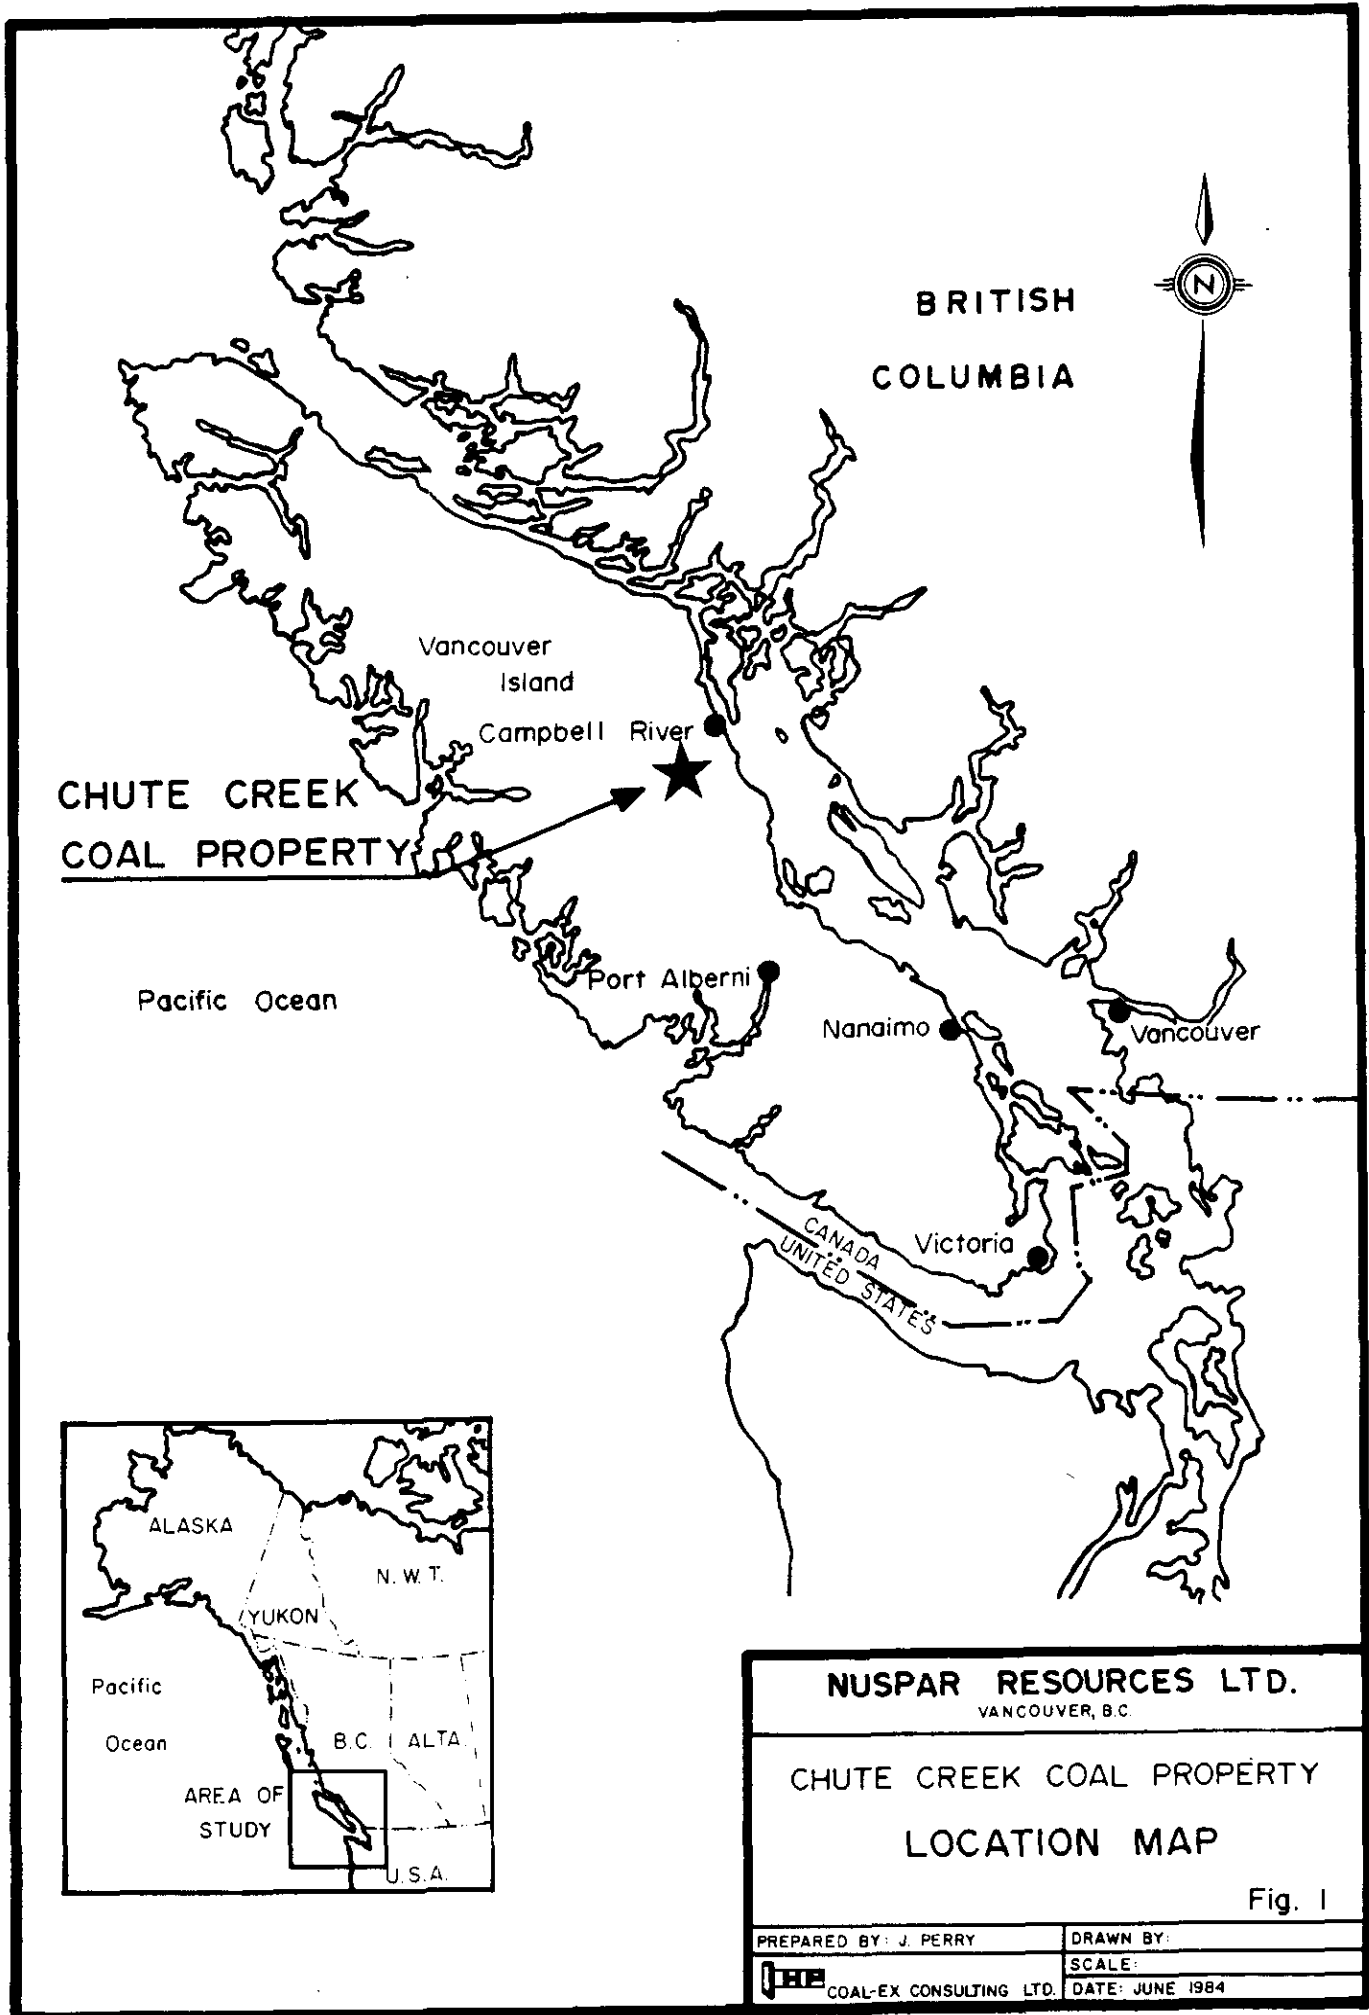 BRITISH
COLUMBIA
N
Vancouver
Island
Campbell River
CHUTE CREEK
COAL PROPERTY
Pacific Ocean
Port Alberni
Nanaimo
Vancouver
Victoria
CANADA
UNITED STATES
ALASKA
N.W.T.
YUKON
Pacific
Ocean
B.C.
ALTA.
AREA OF
STUDY
U.S.A.
NUSPAR RESOURCES LTD.
VANCOUVER, B.C.
CHUTE CREEK COAL PROPERTY
LOCATION MAP
Fig. 1
PREPARED BY: J. PERRY
DRAWN BY:
SCALE:
COAL-EX CONSULTING LTD.
DATE: JUNE 1984